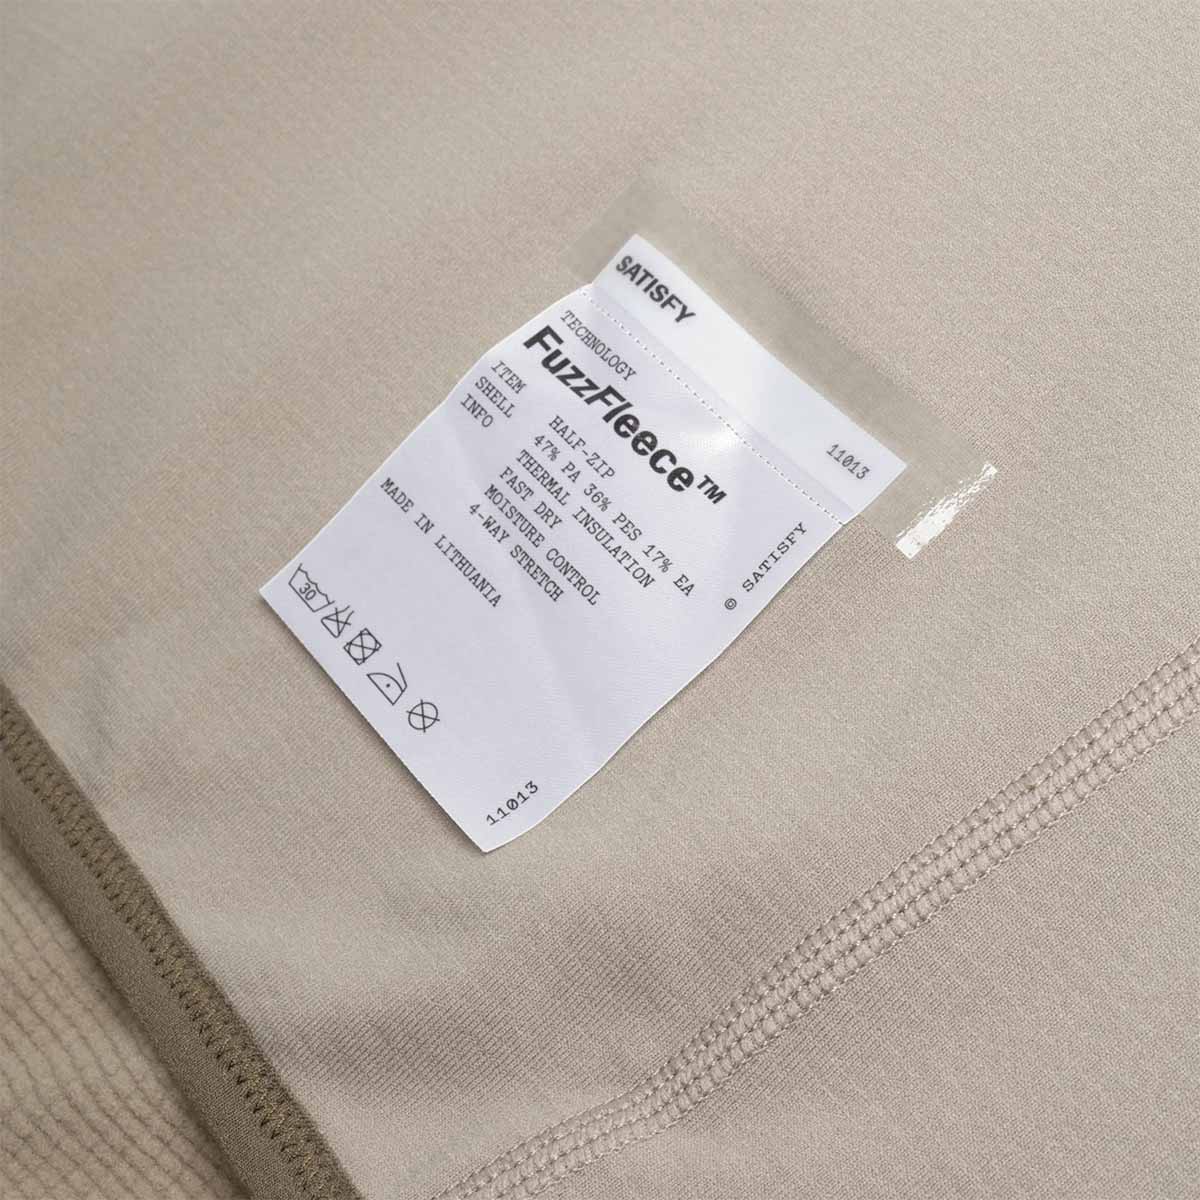 SATISFY
11013
TECHNOLOGY
FuzzFleece™
ITEM HALF-ZIP
SHELL 47% PA 36% PES 17% EA
INFO THERMAL INSULATION
FAST DRY
MOISTURE CONTROL
4-WAY STRETCH
MADE IN LITHUANIA
30
© SATISFY
11013